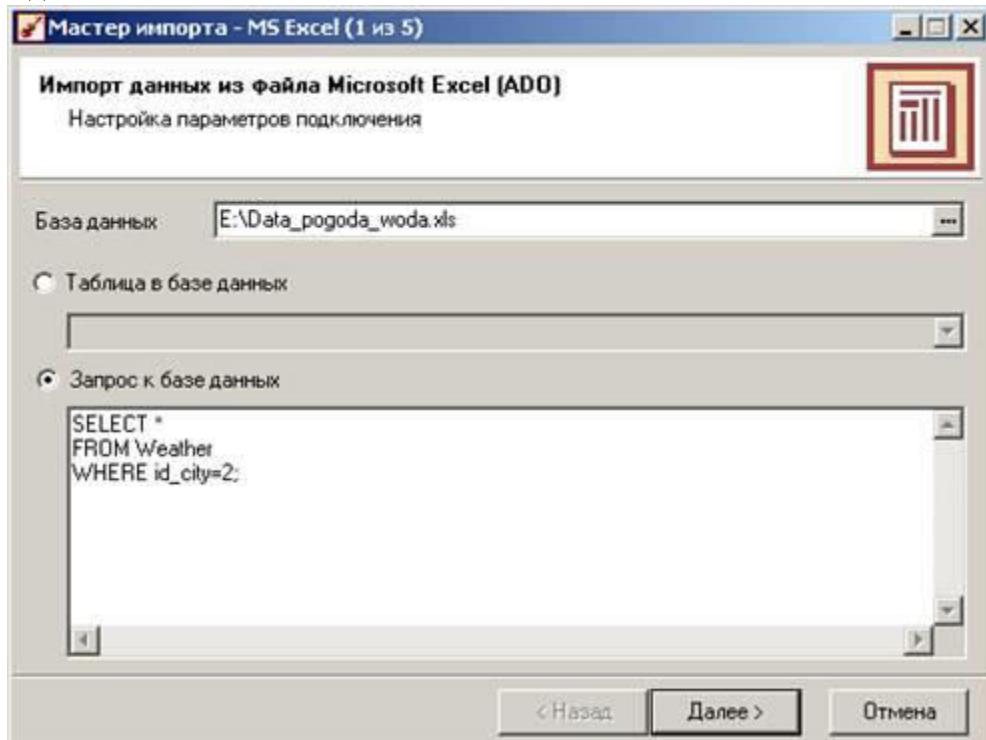 Мастер импорта - MS Excel (1 из 5)
Импорт данных из файла Microsoft Excel (ADO)
Настройка параметров подключения
База данных E:\Data_pogoda_woda.xls ...
Таблица в базе данных
Запрос к базе данных
SELECT *
FROM Weather
WHERE id_city=2;
< Назад Далее > Отмена